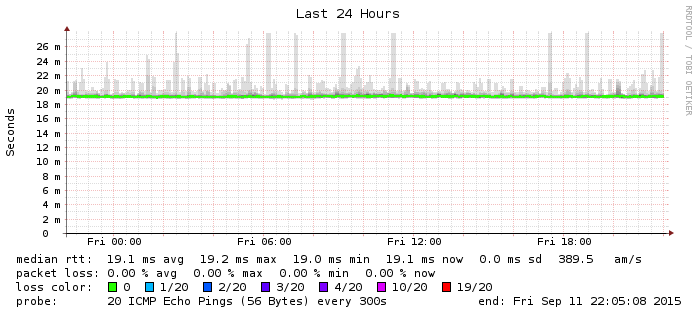 Last 24 Hours
RRDTOOL / TOBI OETIKER
Seconds
26 m
24 m
22 m
20 m
18 m
16 m
14 m
12 m
10 m
8 m
6 m
4 m
2 m
0
Fri 00:00 Fri 06:00 Fri 12:00 Fri 18:00
median rtt: 19.1 ms avg 19.2 ms max 19.0 ms min 19.1 ms now 0.0 ms sd 389.5 am/s
packet loss: 0.00 % avg 0.00 % max 0.00 % min 0.00 % now
loss color: 0 1/20 2/20 3/20 4/20 10/20 19/20
probe: 20 ICMP Echo Pings (56 Bytes) every 300s end: Fri Sep 11 22:05:08 2015